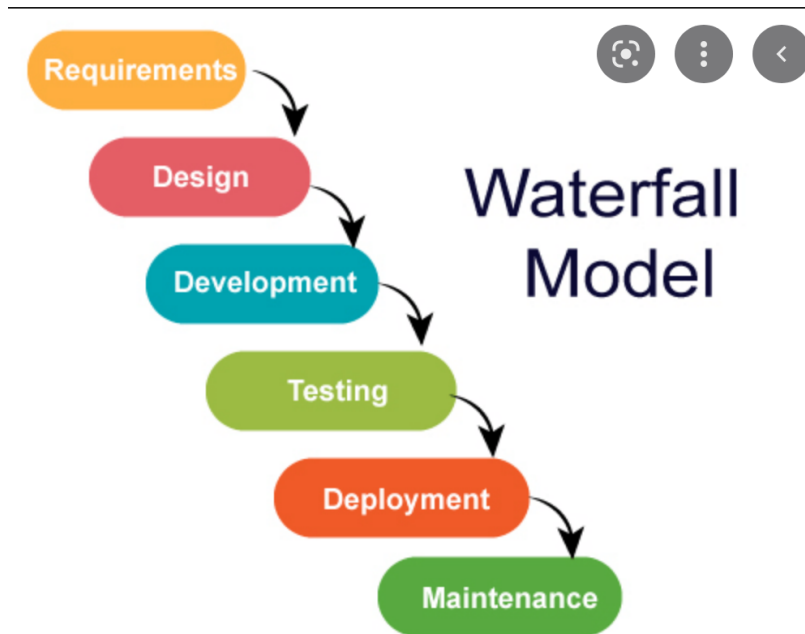 Requirements
Design
Waterfall
Model
Development
Testing
Deployment
Maintenance